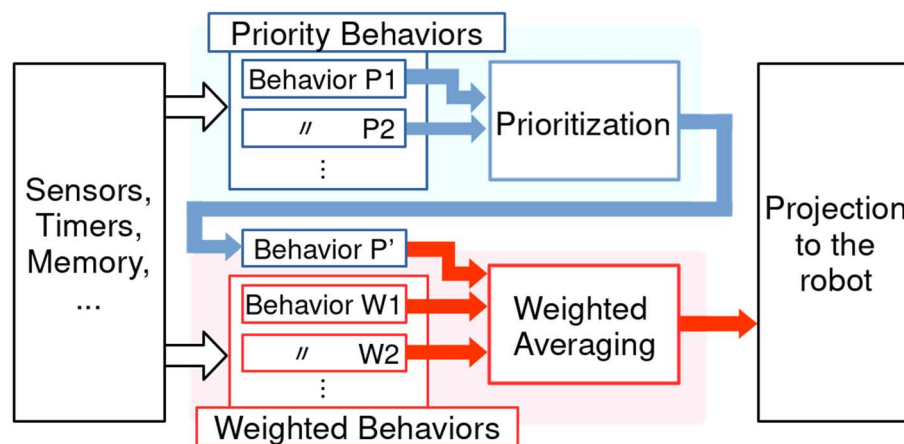 Priority Behaviors
Behavior P1
〃 P2
⋮
Prioritization
Sensors,
Timers,
Memory,
...
Behavior P’
Behavior W1
〃 W2
⋮
Weighted Behaviors
Weighted
Averaging
Projection
to the
robot